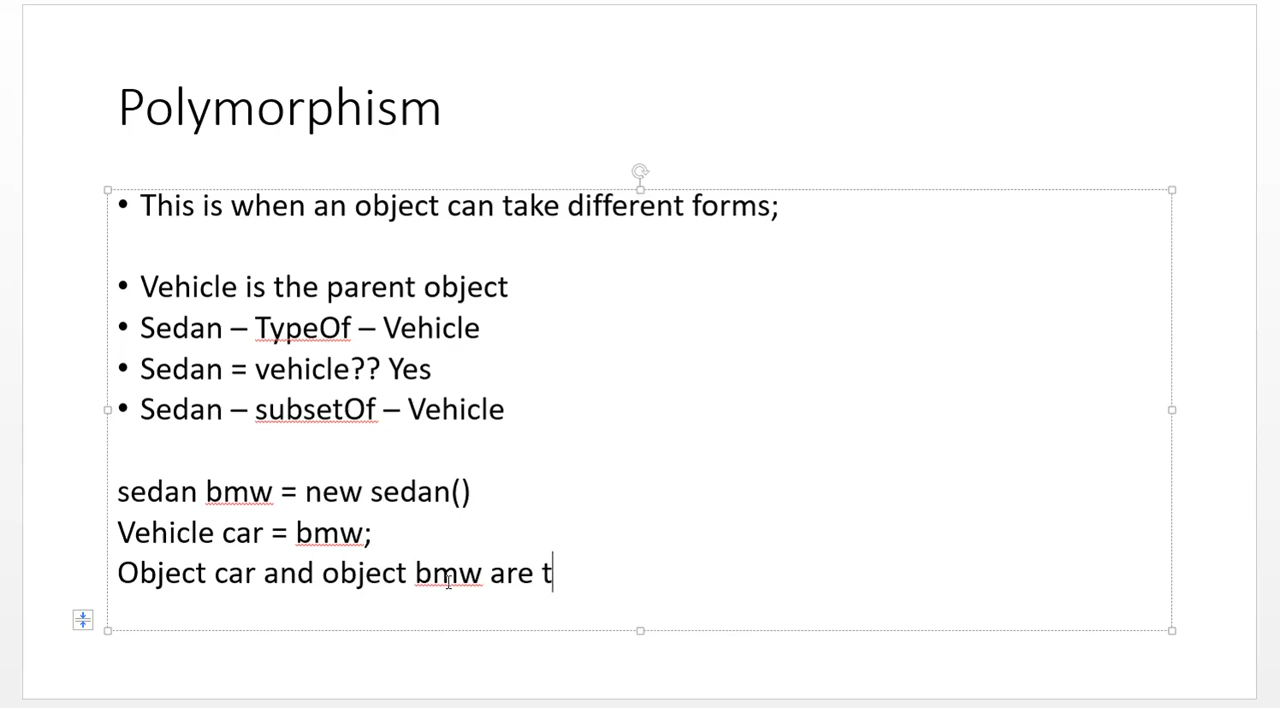 Polymorphism
• This is when an object can take different forms;
• Vehicle is the parent object
• Sedan – TypeOf – Vehicle
• Sedan = vehicle?? Yes
• Sedan – subsetOf – Vehicle
sedan bmw = new sedan()
Vehicle car = bmw;
Object car and object bmw are t